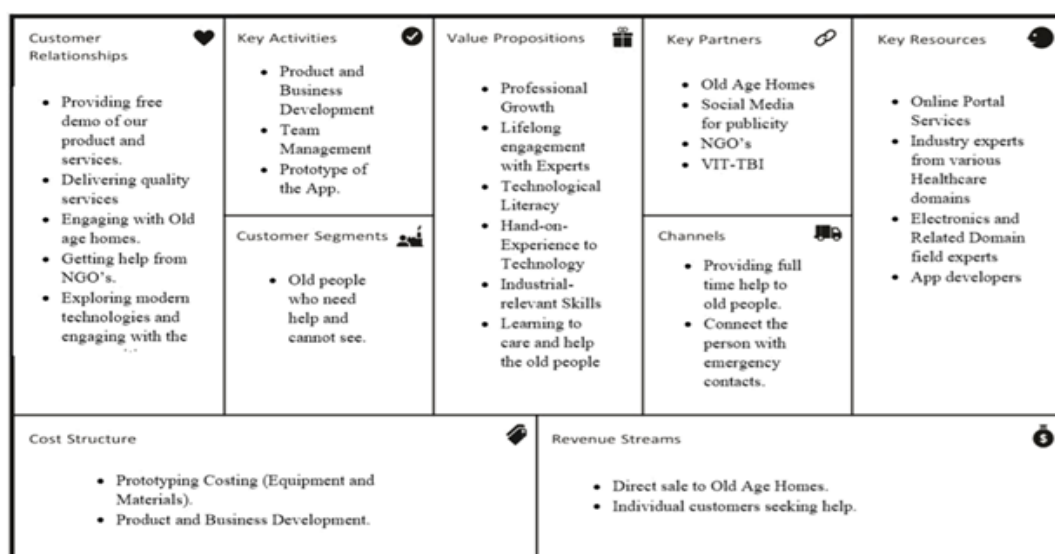 Customer
Relationships
• Providing free
demo of our
product and
services.
• Delivering quality
services
• Engaging with Old
age homes.
• Getting help from
NGO's.
• Exploring modern
technologies and
engaging with the
Key Activities
• Product and
Business
Development
• Team
Management
• Prototype of
the App.
Customer Segments
• Old people
who need
help and
cannot see.
Value Propositions
• Professional
Growth
• Lifelong
engagement
with Experts
• Technological
Literacy
• Hand-on-
Experience to
Technology
• Industrial-
relevant Skills
• Learning to
care and help
the old people
Key Partners
• Old Age Homes
• Social Media
for publicity
• NGO's
• VIT-TBI
Channels
• Providing full
time help to
old people.
• Connect the
person with
emergency
contacts.
Key Resources
• Online Portal
Services
• Industry experts
from various
Healthcare
domains
• Electronics and
Related Domain
field experts
• App developers
Cost Structure
• Prototyping Costing (Equipment and
Materials).
• Product and Business Development.
Revenue Streams
$
• Direct sale to Old Age Homes.
• Individual customers seeking help.